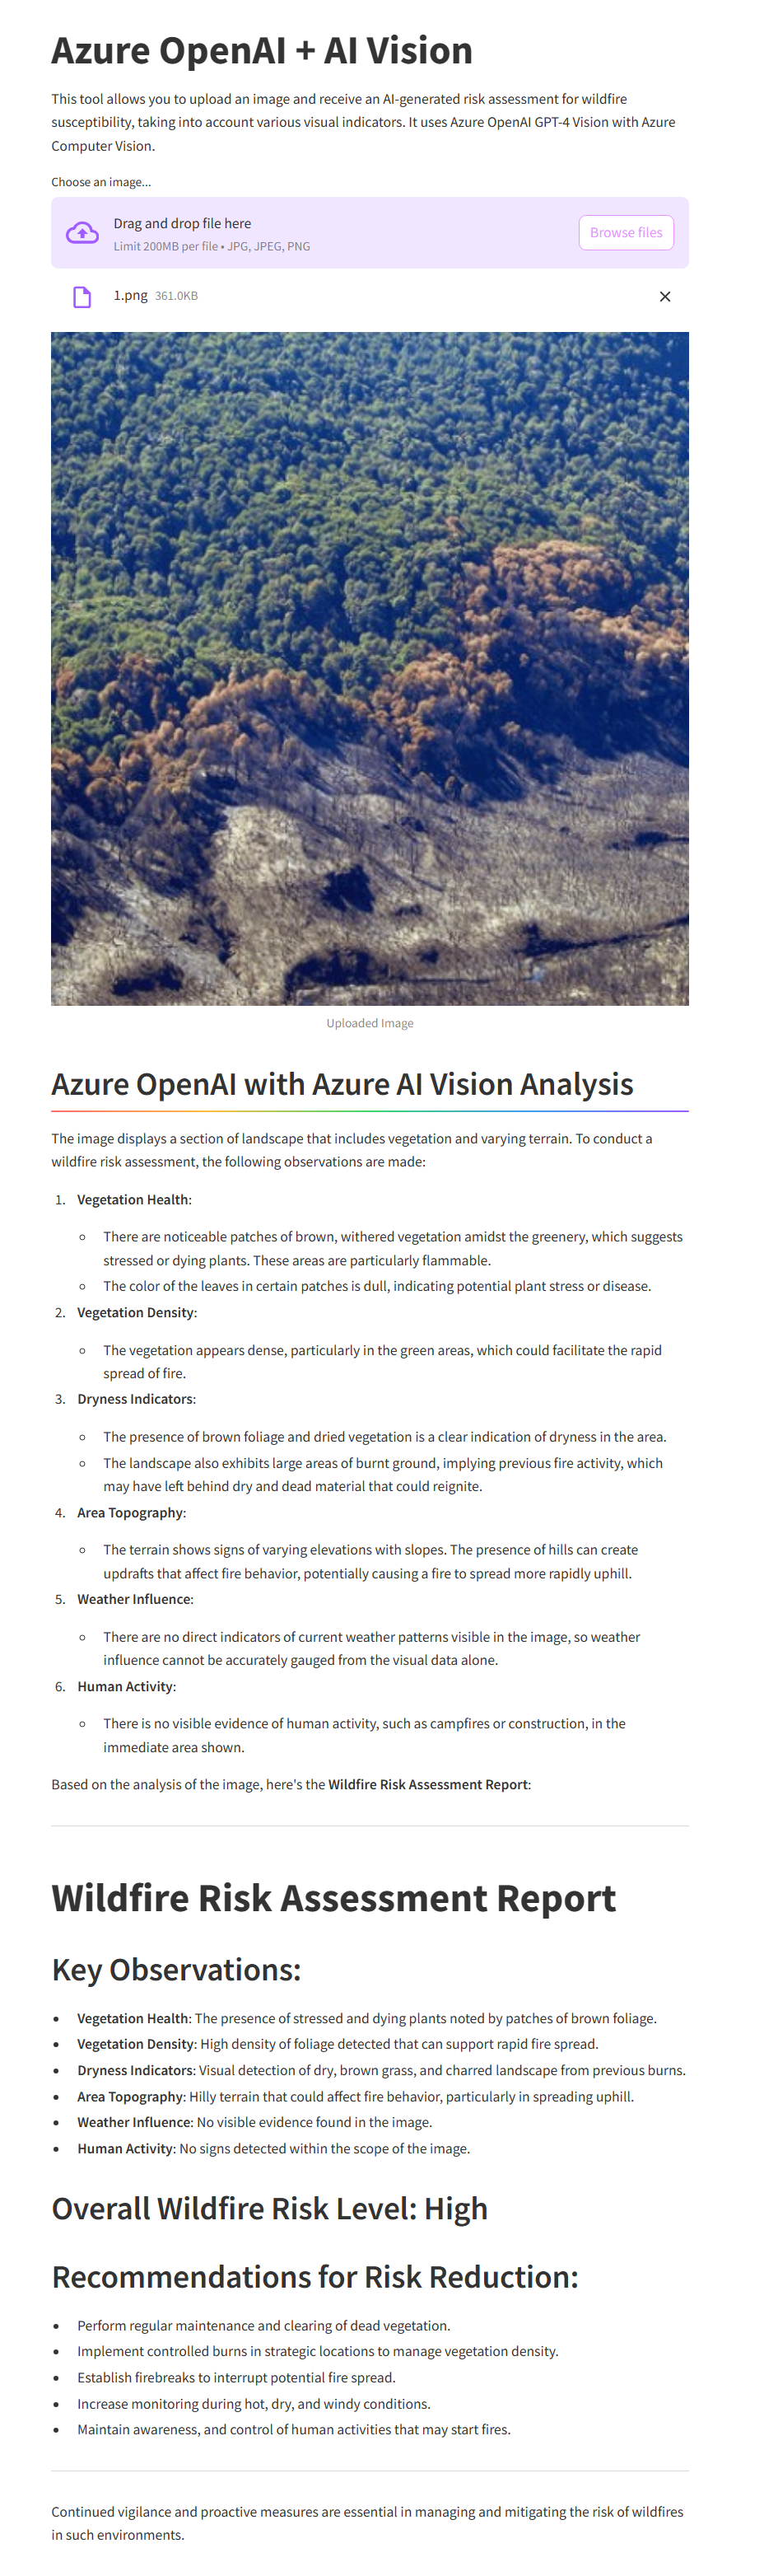 Azure OpenAI + AI Vision
This tool allows you to upload an image and receive an AI-generated risk assessment for wildfire
susceptibility, taking into account various visual indicators. It uses Azure OpenAI GPT-4 Vision with Azure
Computer Vision.
Choose an image...
Drag and drop file here
Limit 200MB per file • JPG, JPEG, PNG
Browse files
1.png 361.0KB
Uploaded Image
Azure OpenAI with Azure AI Vision Analysis
The image displays a section of landscape that includes vegetation and varying terrain. To conduct a
wildfire risk assessment, the following observations are made:
1. Vegetation Health:
○ There are noticeable patches of brown, withered vegetation amidst the greenery, which suggests
stressed or dying plants. These areas are particularly flammable.
○ The color of the leaves in certain patches is dull, indicating potential plant stress or disease.
2. Vegetation Density:
○ The vegetation appears dense, particularly in the green areas, which could facilitate the rapid
spread of fire.
3. Dryness Indicators:
○ The presence of brown foliage and dried vegetation is a clear indication of dryness in the area.
○ The landscape also exhibits large areas of burnt ground, implying previous fire activity, which
may have left behind dry and dead material that could reignite.
4. Area Topography:
○ The terrain shows signs of varying elevations with slopes. The presence of hills can create
updrafts that affect fire behavior, potentially causing a fire to spread more rapidly uphill.
5. Weather Influence:
○ There are no direct indicators of current weather patterns visible in the image, so weather
influence cannot be accurately gauged from the visual data alone.
6. Human Activity:
○ There is no visible evidence of human activity, such as campfires or construction, in the
immediate area shown.
Based on the analysis of the image, here's the Wildfire Risk Assessment Report:
Wildfire Risk Assessment Report
Key Observations:
• Vegetation Health: The presence of stressed and dying plants noted by patches of brown foliage.
• Vegetation Density: High density of foliage detected that can support rapid fire spread.
• Dryness Indicators: Visual detection of dry, brown grass, and charred landscape from previous burns.
• Area Topography: Hilly terrain that could affect fire behavior, particularly in spreading uphill.
• Weather Influence: No visible evidence found in the image.
• Human Activity: No signs detected within the scope of the image.
Overall Wildfire Risk Level: High
Recommendations for Risk Reduction:
• Perform regular maintenance and clearing of dead vegetation.
• Implement controlled burns in strategic locations to manage vegetation density.
• Establish firebreaks to interrupt potential fire spread.
• Increase monitoring during hot, dry, and windy conditions.
• Maintain awareness, and control of human activities that may start fires.
Continued vigilance and proactive measures are essential in managing and mitigating the risk of wildfires
in such environments.